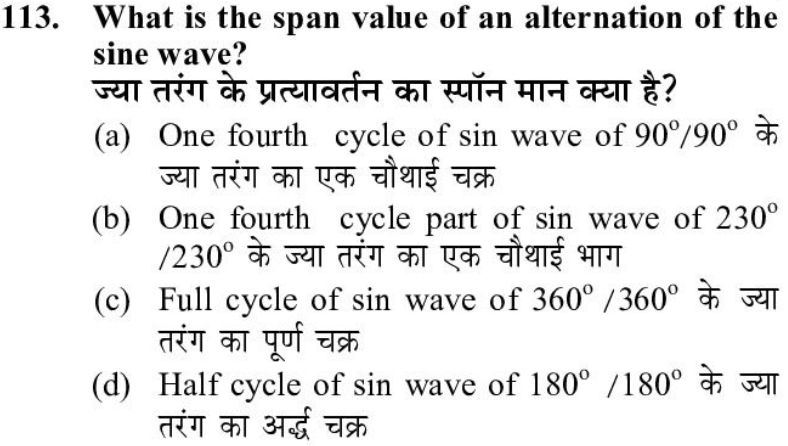 113. What is the span value of an alternation of the
sine wave?
ज्या तरंग के प्रत्यावर्तन का स्पॉन मान क्या है?
(a) One fourth cycle of sin wave of 90°/90° के
ज्या तरंग का एक चौथाई चक्र
(b) One fourth cycle part of sin wave of 230°
/230° के ज्या तरंग का एक चौथाई भाग
(c) Full cycle of sin wave of 360° /360° के ज्या
तरंग का पूर्ण चक्र
(d) Half cycle of sin wave of 180° /180° के ज्या
तरंग का अर्द्ध चक्र